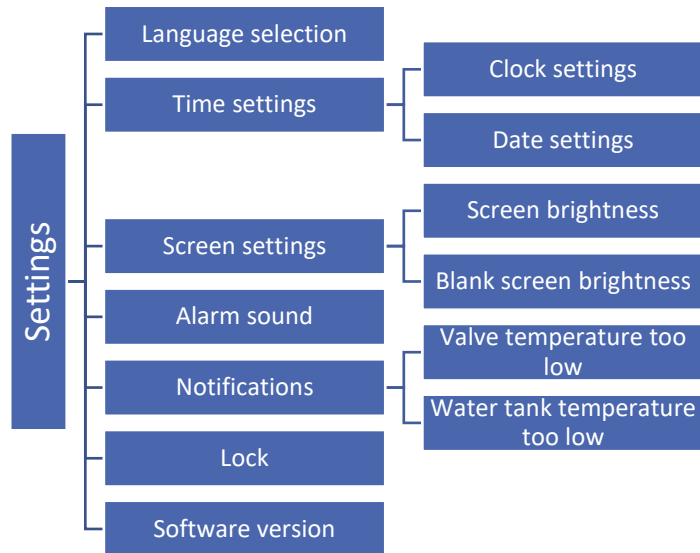 Settings
Language selection
Time settings
Clock settings
Date settings
Screen settings
Screen brightness
Blank screen brightness
Alarm sound
Notifications
Valve temperature too
low
Water tank temperature
too low
Lock
Software version